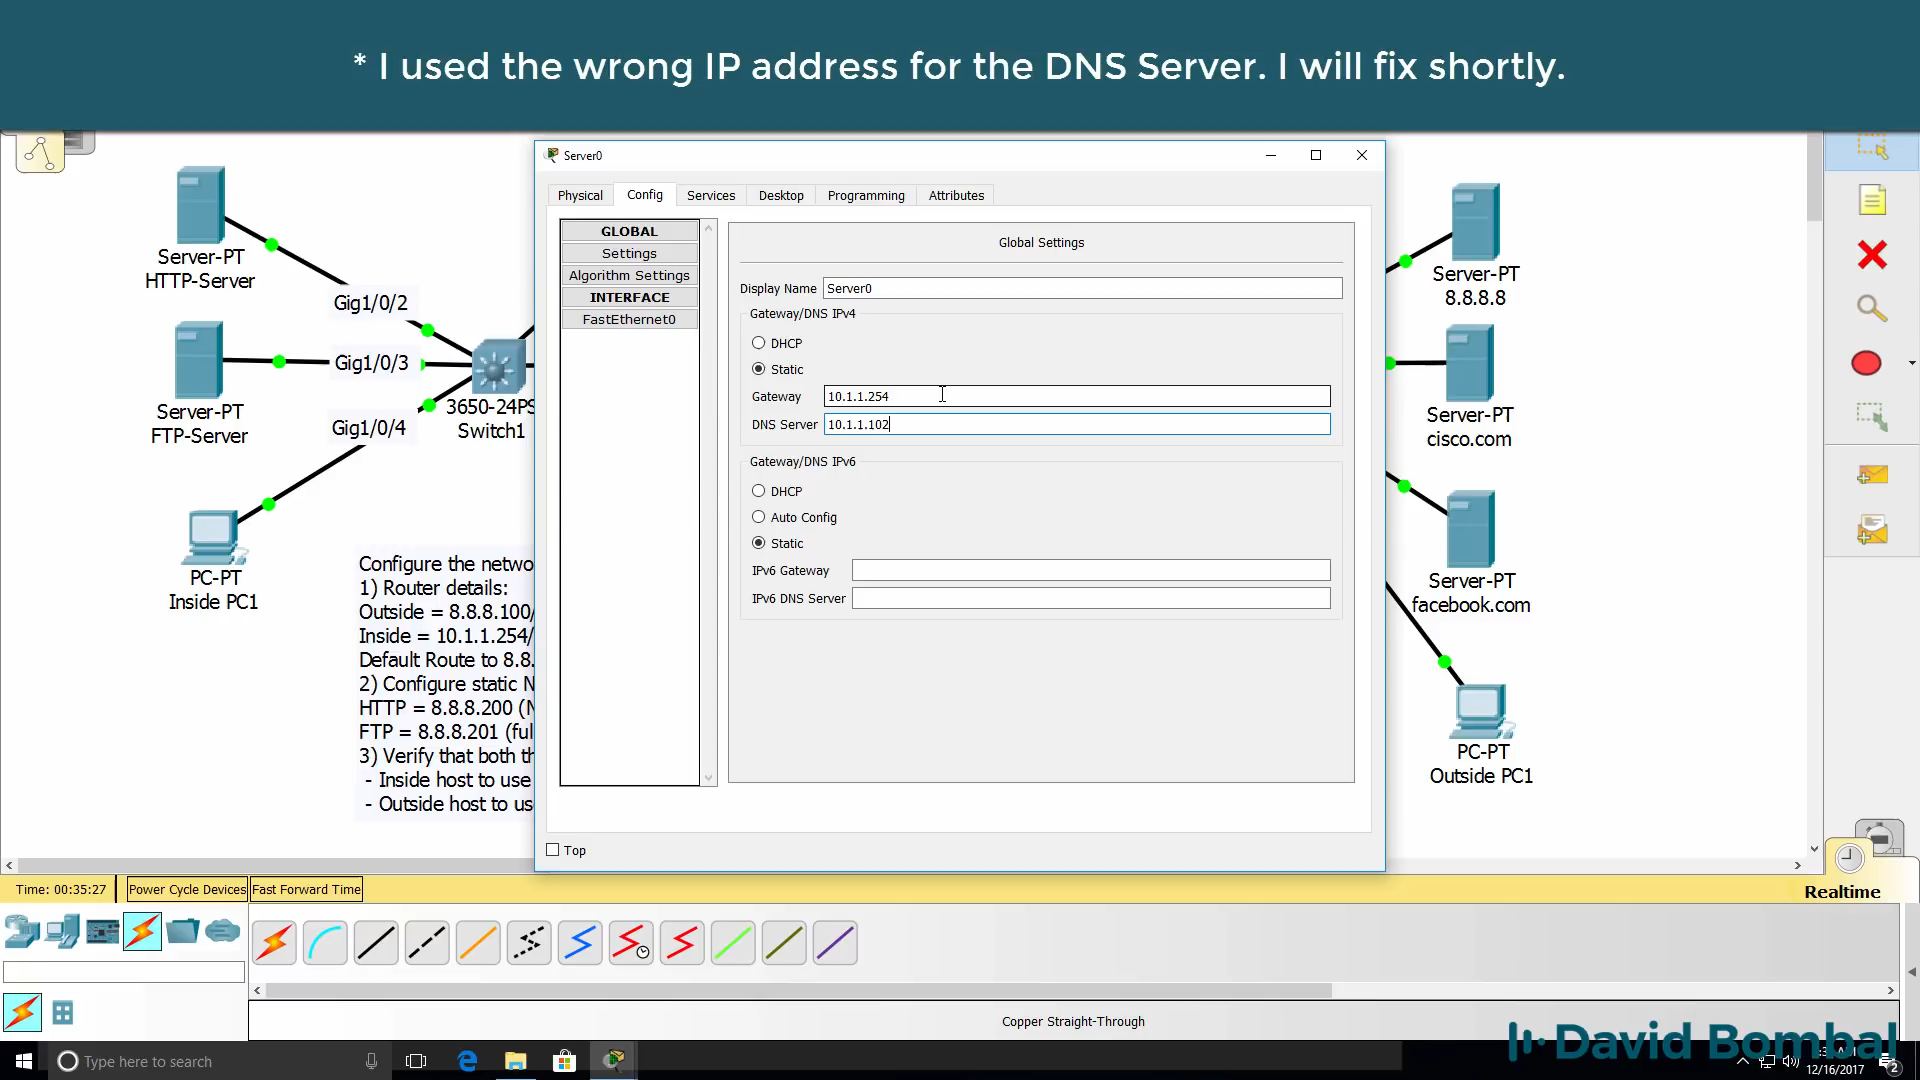 * I used the wrong IP address for the DNS Server. I will fix shortly.
Server0
Physical
Config
Services
Desktop
Programming
Attributes
GLOBAL
Settings
Algorithm Settings
INTERFACE
FastEthernet0
Global Settings
Display Name Server0
Gateway/DNS IPv4
DHCP
Static
Gateway 10.1.1.254
DNS Server 10.1.1.102
Gateway/DNS IPv6
DHCP
Auto Config
Static
IPv6 Gateway
IPv6 DNS Server
Top
Server-PT
HTTP-Server
Gig1/0/2
Server-PT
FTP-Server
Gig1/0/3
Gig1/0/4
3650-24PS
Switch1
PC-PT
Inside PC1
Configure the netwo
1) Router details:
Outside = 8.8.8.100/
Inside = 10.1.1.254/
Default Route to 8.8.
2) Configure static N
HTTP = 8.8.8.200 (N
FTP = 8.8.8.201 (ful
3) Verify that both th
- Inside host to use
- Outside host to us
Server-PT
8.8.8.8
Server-PT
cisco.com
Server-PT
facebook.com
PC-PT
Outside PC1
Time: 00:35:27
Power Cycle Devices
Fast Forward Time
Realtime
Copper Straight-Through
David Bombal
Type here to search
12/16/2017
2